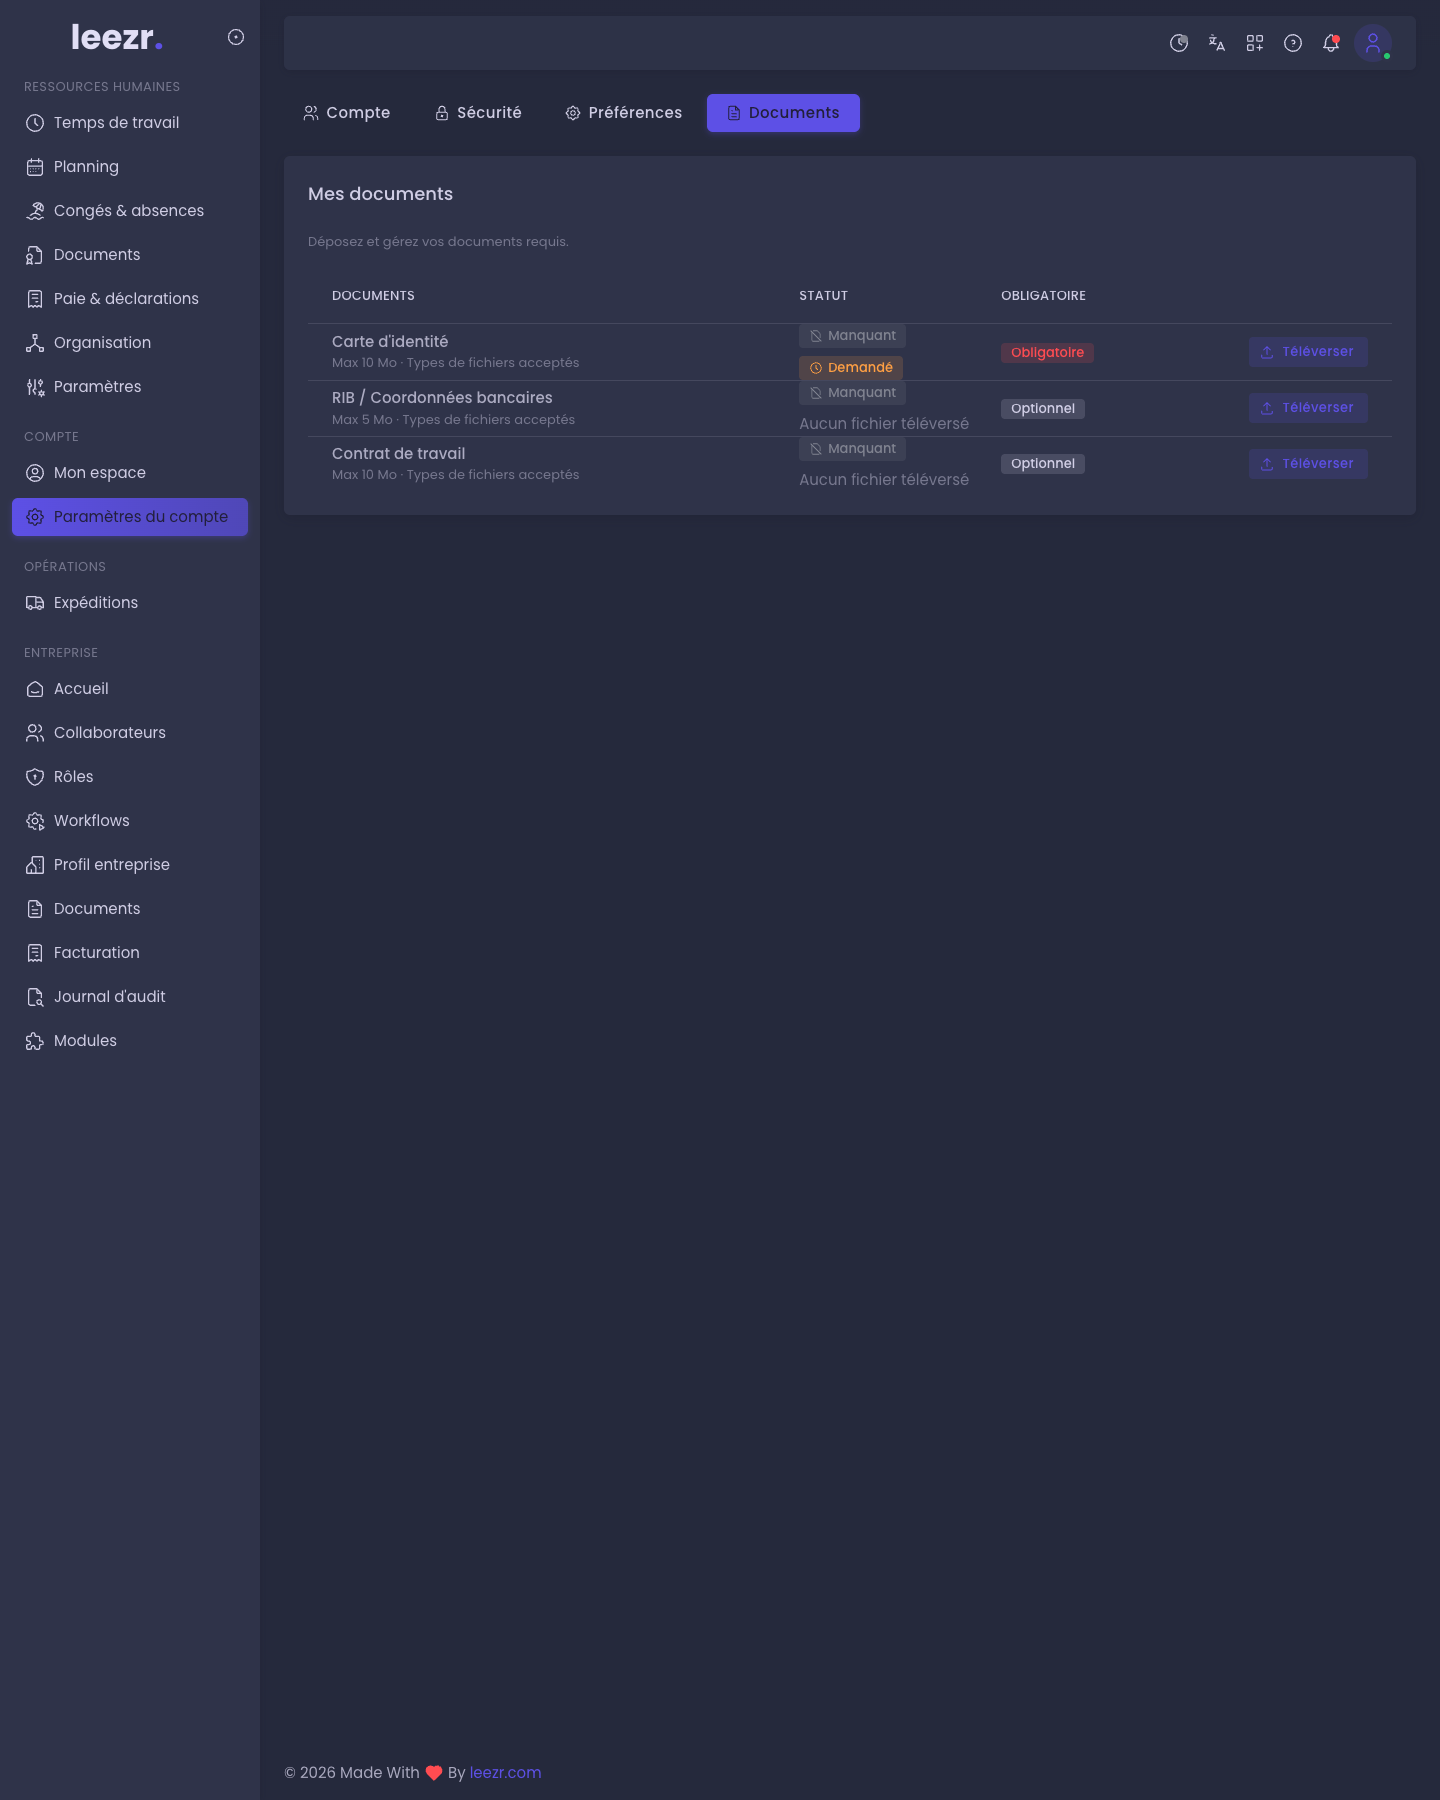 leezr.
RESSOURCES HUMAINES
Temps de travail
Planning
Congés & absences
Documents
Paie & déclarations
Organisation
Paramètres
COMPTE
Mon espace
Paramètres du compte
OPÉRATIONS
Expéditions
ENTREPRISE
Accueil
Collaborateurs
Rôles
Workflows
Profil entreprise
Documents
Facturation
Journal d'audit
Modules
Compte Sécurité Préférences Documents
Mes documents
Déposez et gérez vos documents requis.
DOCUMENTS STATUT OBLIGATOIRE
Carte d'identité
Max 10 Mo · Types de fichiers acceptés
Manquant
Demandé
Obligatoire
Téléverser
RIB / Coordonnées bancaires
Max 5 Mo · Types de fichiers acceptés
Manquant
Aucun fichier téléversé
Optionnel
Téléverser
Contrat de travail
Max 10 Mo · Types de fichiers acceptés
Manquant
Aucun fichier téléversé
Optionnel
Téléverser
© 2026 Made With By leezr.com